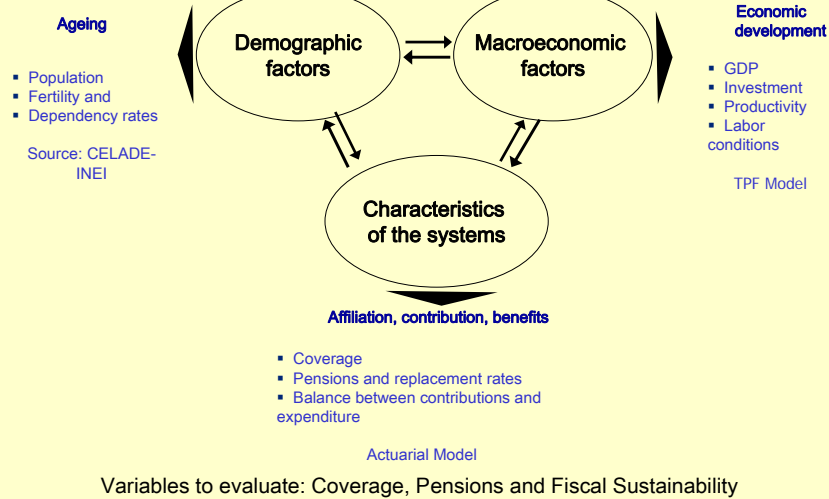 Ageing
▪ Population
▪ Fertility and
▪ Dependency rates
Source: CELADE-
INEI
Demographic
factors
Macroeconomic
factors
Economic
development
▪ GDP
▪ Investment
▪ Productivity
▪ Labor
conditions
TPF Model
Characteristics
of the systems
Affiliation, contribution, benefits
▪ Coverage
▪ Pensions and replacement rates
▪ Balance between contributions and
expenditure
Actuarial Model
Variables to evaluate: Coverage, Pensions and Fiscal Sustainability